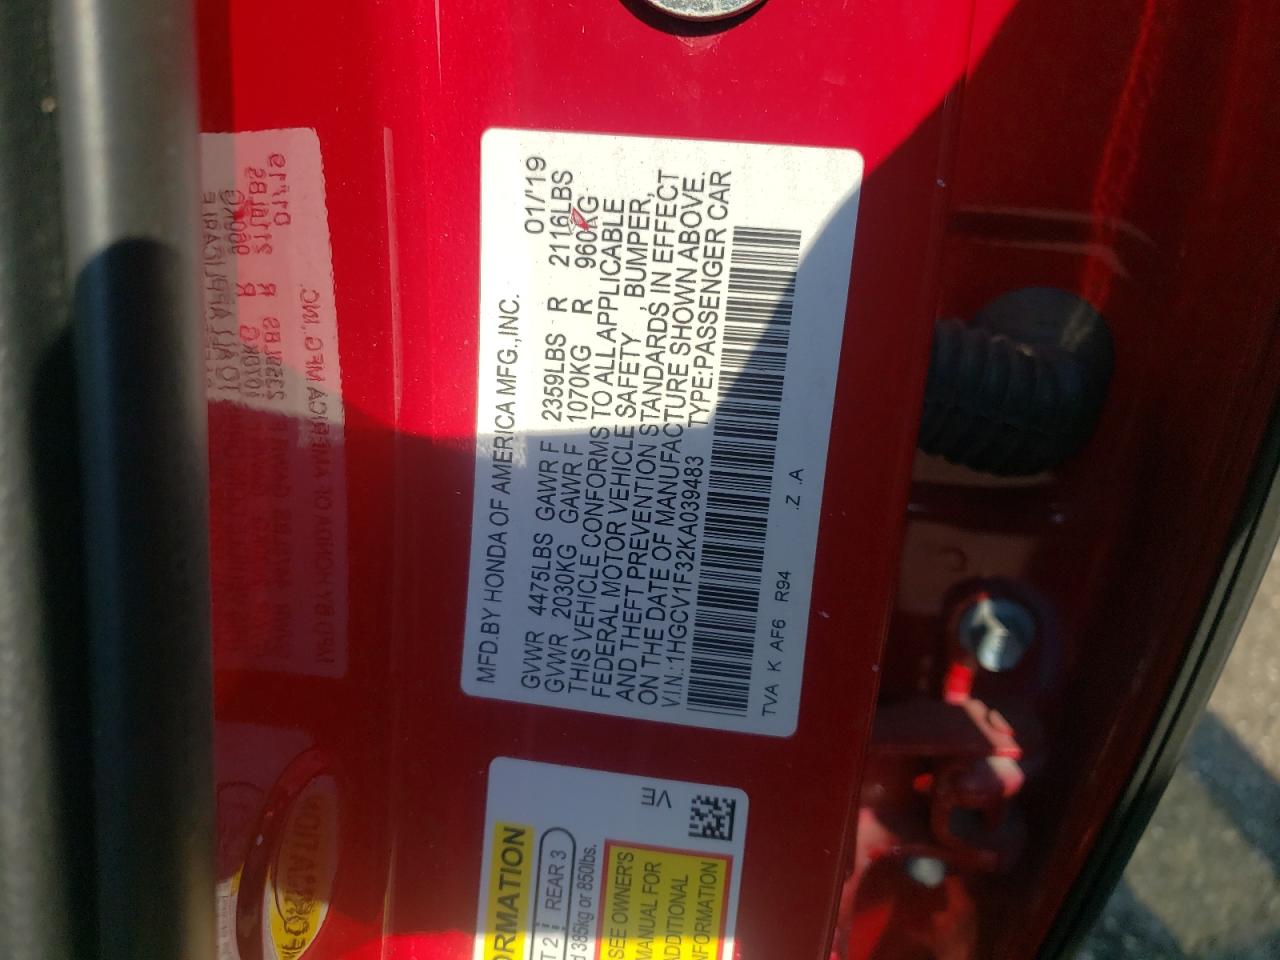 MFD.BY HONDA OF AMERICA MFG.,INC. 01/'19
GVWR 4475LBS GAWR F 2359LBS R 2116LBS
GVWR 2030KG GAWR F 1070KG R 960KG
THIS VEHICLE CONFORMS TO ALL APPLICABLE
FEDERAL MOTOR VEHICLE SAFETY, BUMPER,
AND THEFT PREVENTION STANDARDS IN EFFECT
ON THE DATE OF MANUFACTURE SHOWN ABOVE.
V.I.N.:1HGCV1F32KA039483 TYPE:PASSENGER CAR
TVA K AF6 R94 .Z .A
VE
ORMATION
T 2 REAR 3
385kg or 850lbs.
SEE OWNER'S
MANUAL FOR
ADDITIONAL
INFORMATION